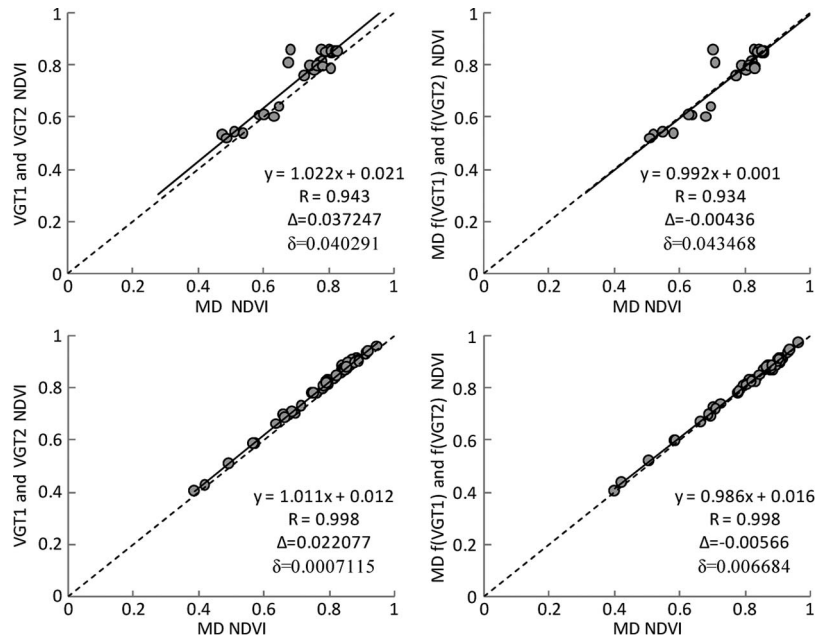 VGT1 and VGT2 NDVI
1
0.8
0.6
0.4
0.2
0
y = 1.022x + 0.021
R = 0.943
Δ=0.037247
δ=0.040291
0 0.2 0.4 0.6 0.8 1
MD NDVI
MD f(VGT1) and f(VGT2) NDVI
1
0.8
0.6
0.4
0.2
0
y = 0.992x + 0.001
R = 0.934
Δ=-0.00436
δ=0.043468
0 0.2 0.4 0.6 0.8 1
MD NDVI
VGT1 and VGT2 NDVI
1
0.8
0.6
0.4
0.2
0
y = 1.011x + 0.012
R = 0.998
Δ=0.022077
δ=0.0007115
0 0.2 0.4 0.6 0.8 1
MD NDVI
MD f(VGT1) and f(VGT2) NDVI
1
0.8
0.6
0.4
0.2
0
y = 0.986x + 0.016
R = 0.998
Δ=-0.00566
δ=0.006684
0 0.2 0.4 0.6 0.8 1
MD NDVI